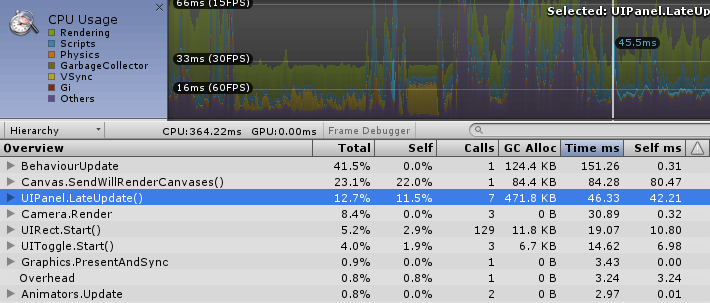 CPU Usage
Rendering
Scripts
Physics
GarbageCollector
VSync
Gi
Others
66ms (15FPS)
Selected: UIPanel.LateUp
45.5ms
33ms (30FPS)
16ms (60FPS)
Hierarchy CPU:364.22ms GPU:0.00ms Frame Debugger
Overview Total Self Calls GC Alloc Time ms Self ms
BehaviourUpdate 41.5% 0.0% 1 124.4 KB 151.26 0.31
Canvas.SendWillRenderCanvases() 23.1% 22.0% 1 84.4 KB 84.28 80.47
UIPanel.LateUpdate() 12.7% 11.5% 7 471.8 KB 46.33 42.21
Camera.Render 8.4% 0.0% 1 0 B 30.89 0.32
UIRect.Start() 5.2% 2.9% 129 11.8 KB 19.07 10.80
UIToggle.Start() 4.0% 1.9% 3 6.7 KB 14.62 6.98
Graphics.PresentAndSync 0.9% 0.0% 1 0 B 3.43 0.00
Overhead 0.8% 0.8% 1 0 B 3.24 3.24
Animators.Update 0.8% 0.0% 2 0 B 2.97 0.01